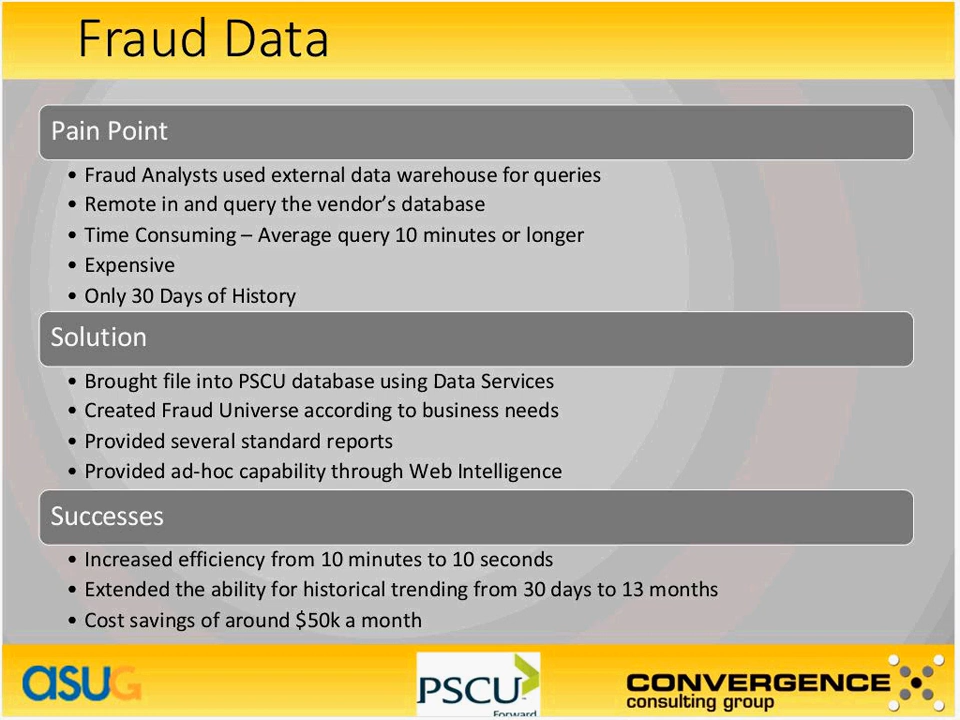 Fraud Data
Pain Point
• Fraud Analysts used external data warehouse for queries
• Remote in and query the vendor’s database
• Time Consuming – Average query 10 minutes or longer
• Expensive
• Only 30 Days of History
Solution
• Brought file into PSCU database using Data Services
• Created Fraud Universe according to business needs
• Provided several standard reports
• Provided ad-hoc capability through Web Intelligence
Successes
• Increased efficiency from 10 minutes to 10 seconds
• Extended the ability for historical trending from 30 days to 13 months
• Cost savings of around $50k a month
asUG
PSCU
Forward
CONVERGENCE
consulting group